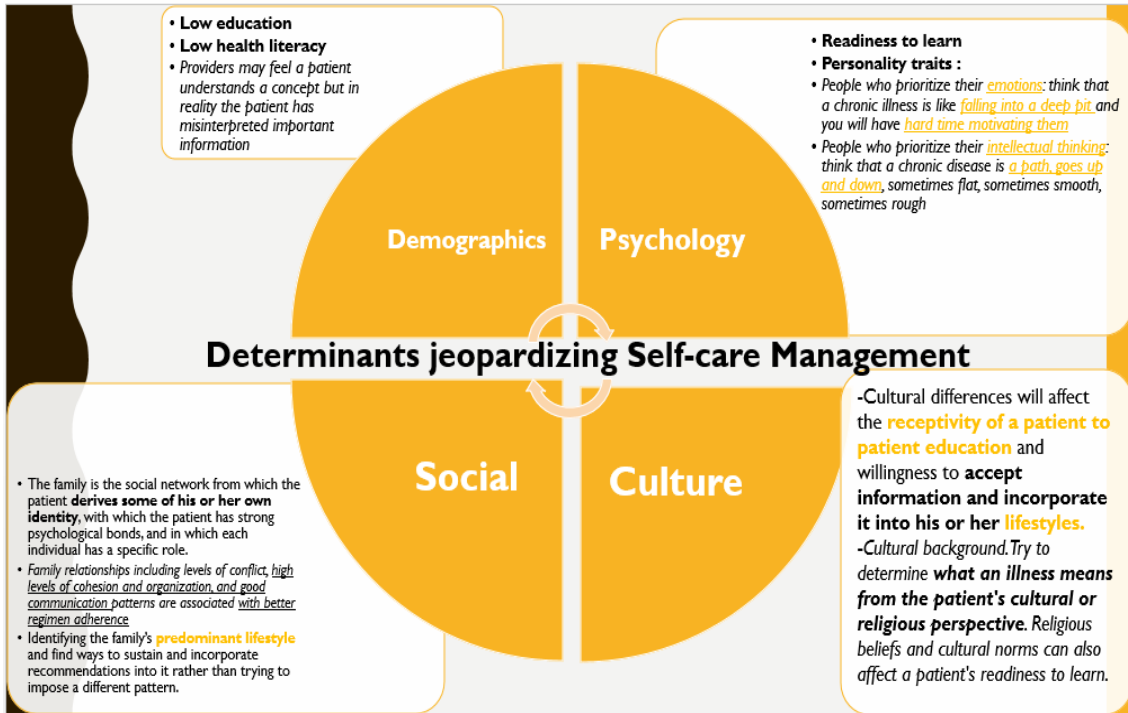 • Low education
• Low health literacy
• Providers may feel a patient
understands a concept but in
reality the patient has
misinterpreted important
information
• Readiness to learn
• Personality traits :
• People who prioritize their emotions: think that
a chronic illness is like falling into a deep pit and
you will have hard time motivating them
• People who prioritize their intellectual thinking:
think that a chronic disease is a path, goes up
and down, sometimes flat, sometimes smooth,
sometimes rough
Demographics
Psychology
Determinants jeopardizing Self-care Management
Social
Culture
• The family is the social network from which the
patient derives some of his or her own
identity, with which the patient has strong
psychological bonds, and in which each
individual has a specific role.
• Family relationships including levels of conflict, high
levels of cohesion and organization, and good
communication patterns are associated with better
regimen adherence
• Identifying the family's predominant lifestyle
and find ways to sustain and incorporate
recommendations into it rather than trying to
impose a different pattern.
-Cultural differences will affect
the receptivity of a patient to
patient education and
willingness to accept
information and incorporate
it into his or her lifestyles.
-Cultural background. Try to
determine what an illness means
from the patient's cultural or
religious perspective. Religious
beliefs and cultural norms can also
affect a patient's readiness to learn.